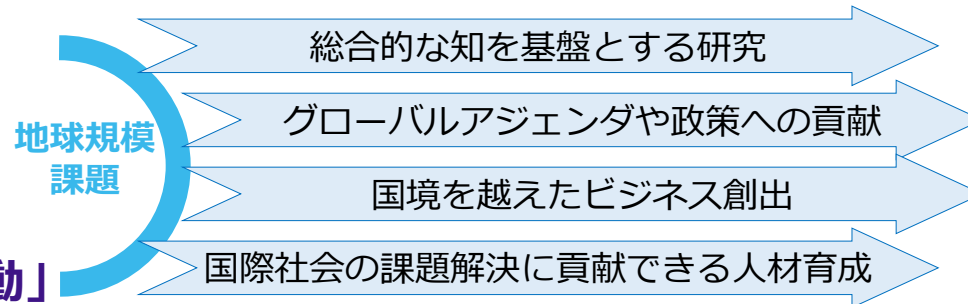 総合的な知を基盤とする研究
グローバルアジェンダや政策への貢献
地球規模
課題
国境を越えたビジネス創出
国際社会の課題解決に貢献できる人材育成
動」